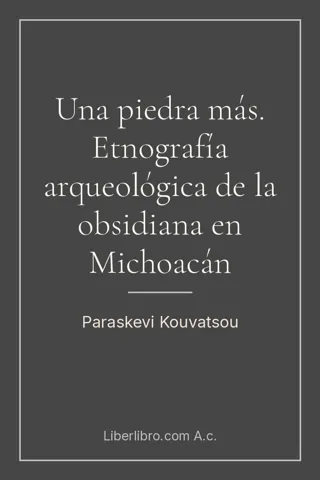 Una piedra más.
Etnografía
arqueológica de la
obsidiana en
Michoacán
Paraskevi Kouvatsou
Liberlibro.com A.c.